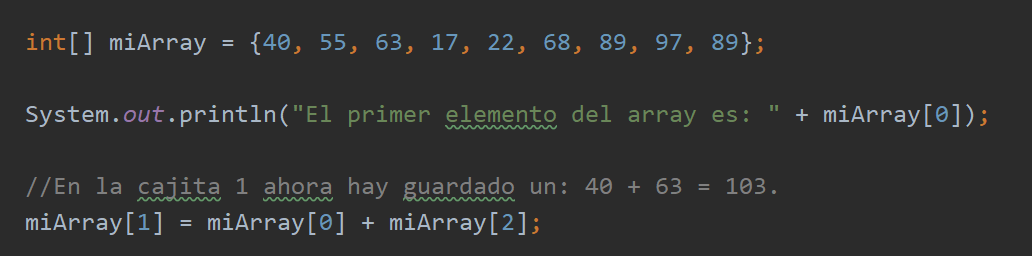 int[] miArray = {40, 55, 63, 17, 22, 68, 89, 97, 89};
System.out.println("El primer elemento del array es: " + miArray[0]);
//En la cajita 1 ahora hay guardado un: 40 + 63 = 103.
miArray[1] = miArray[0] + miArray[2];